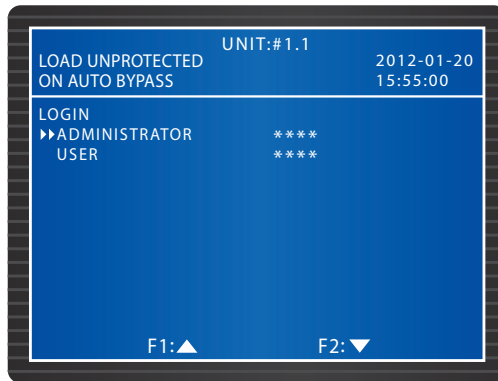 UNIT:#1.1
LOAD UNPROTECTED 2012-01-20
ON AUTO BYPASS 15:55:00
LOGIN
ADMINISTRATOR ****
USER ****
F1: F2: